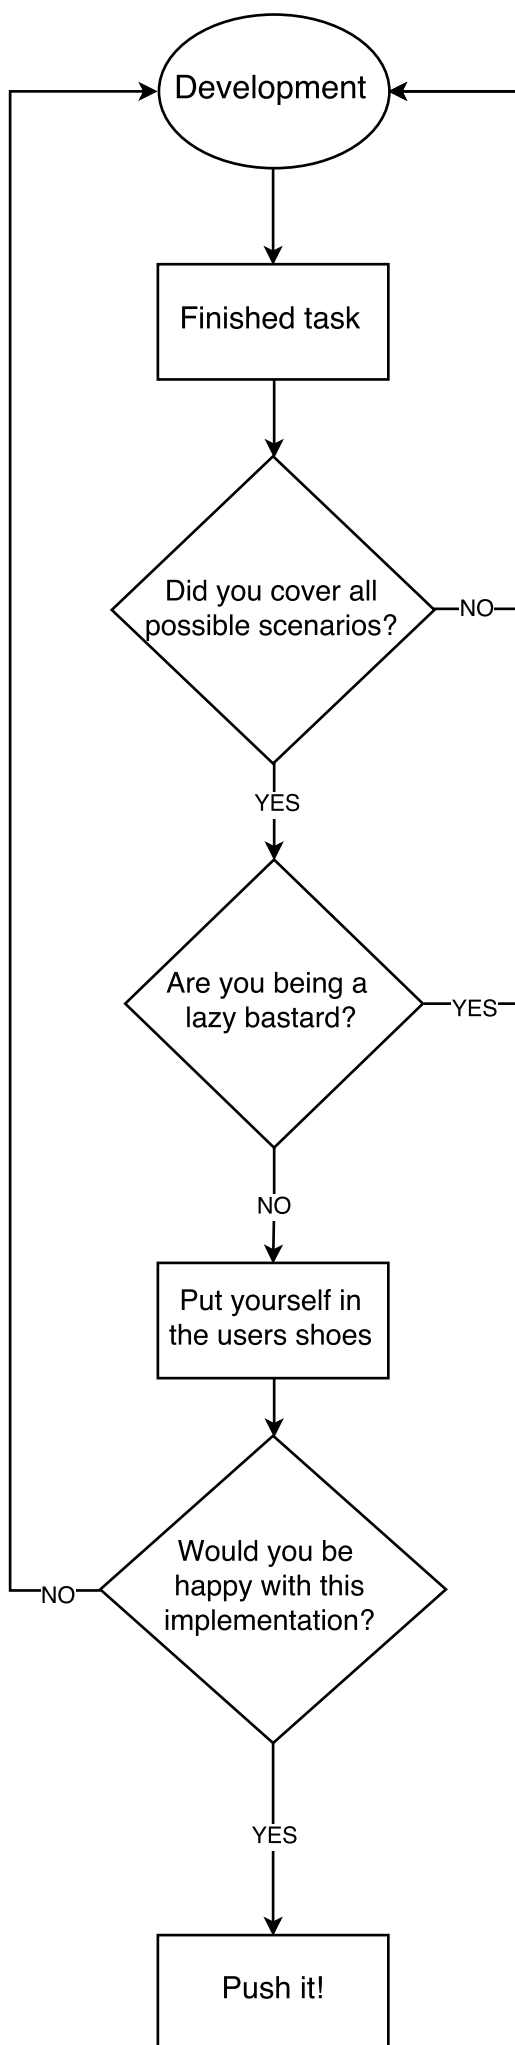 Development
Finished task
Did you cover all
possible scenarios?
NO
YES
Are you being a
lazy bastard?
YES
NO
Put yourself in
the users shoes
Would you be
happy with this
implementation?
NO
YES
Push it!